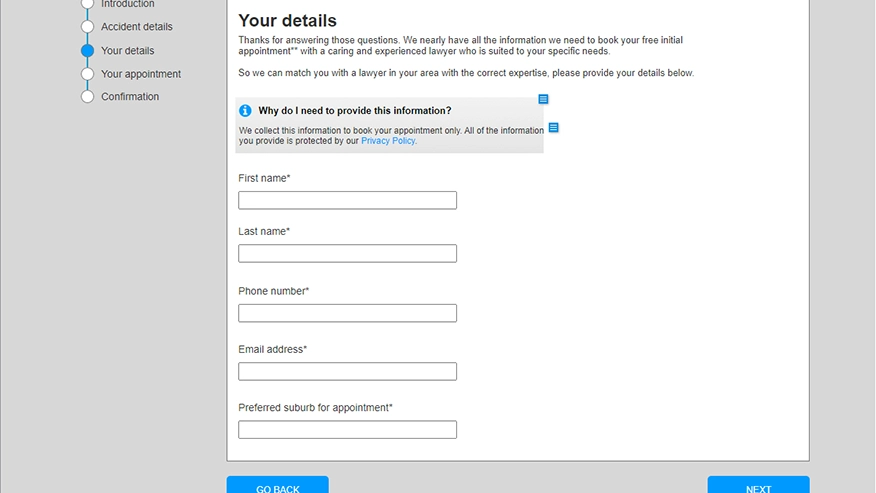 Introduction
Accident details
Your details
Your appointment
Confirmation
Your details
Thanks for answering those questions. We nearly have all the information we need to book your free initial
appointment** with a caring and experienced lawyer who is suited to your specific needs.
So we can match you with a lawyer in your area with the correct expertise, please provide your details below.
Why do I need to provide this information?
We collect this information to book your appointment only. All of the information
you provide is protected by our Privacy Policy.
First name*
Last name*
Phone number*
Email address*
Preferred suburb for appointment*
GO BACK
NEXT